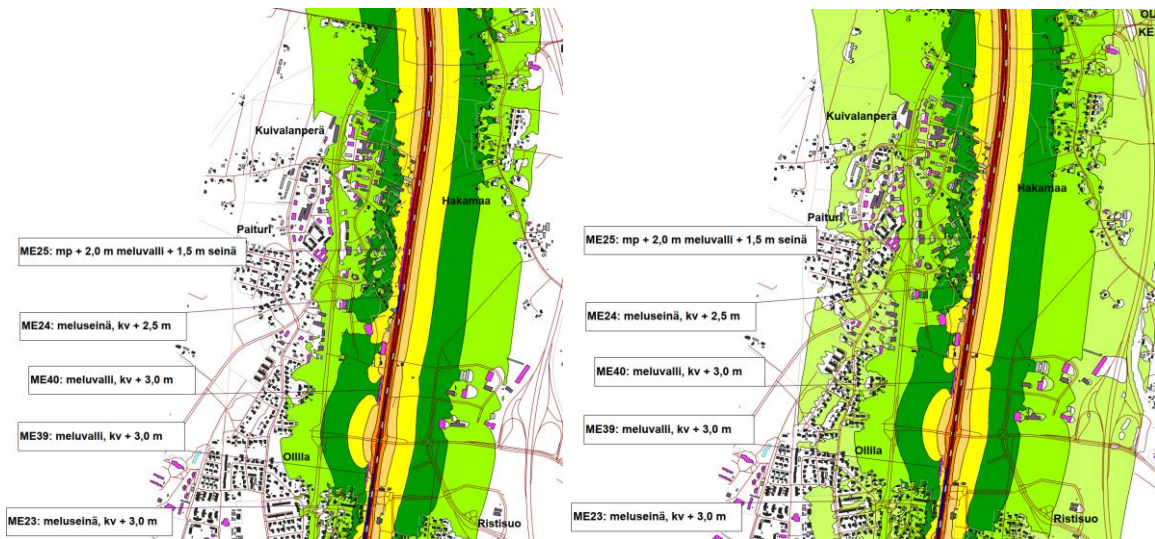 Kuivalanperä
Hakamaa
Paituri
ME25: mp + 2,0 m meluvalli + 1,5 m seinä
ME24: meluseinä, kv + 2,5 m
ME40: meluvalli, kv + 3,0 m
ME39: meluvalli, kv + 3,0 m
Ollila
ME23: meluseinä, kv + 3,0 m
Ristisuo
OU
KE
Kuivalanperä
Hakamaa
Paituri
ME25: mp + 2,0 m meluvalli + 1,5 m seinä
ME24: meluseinä, kv + 2,5 m
ME40: meluvalli, kv + 3,0 m
ME39: meluvalli, kv + 3,0 m
Ollila
ME23: meluseinä, kv + 3,0 m
Ristisuo